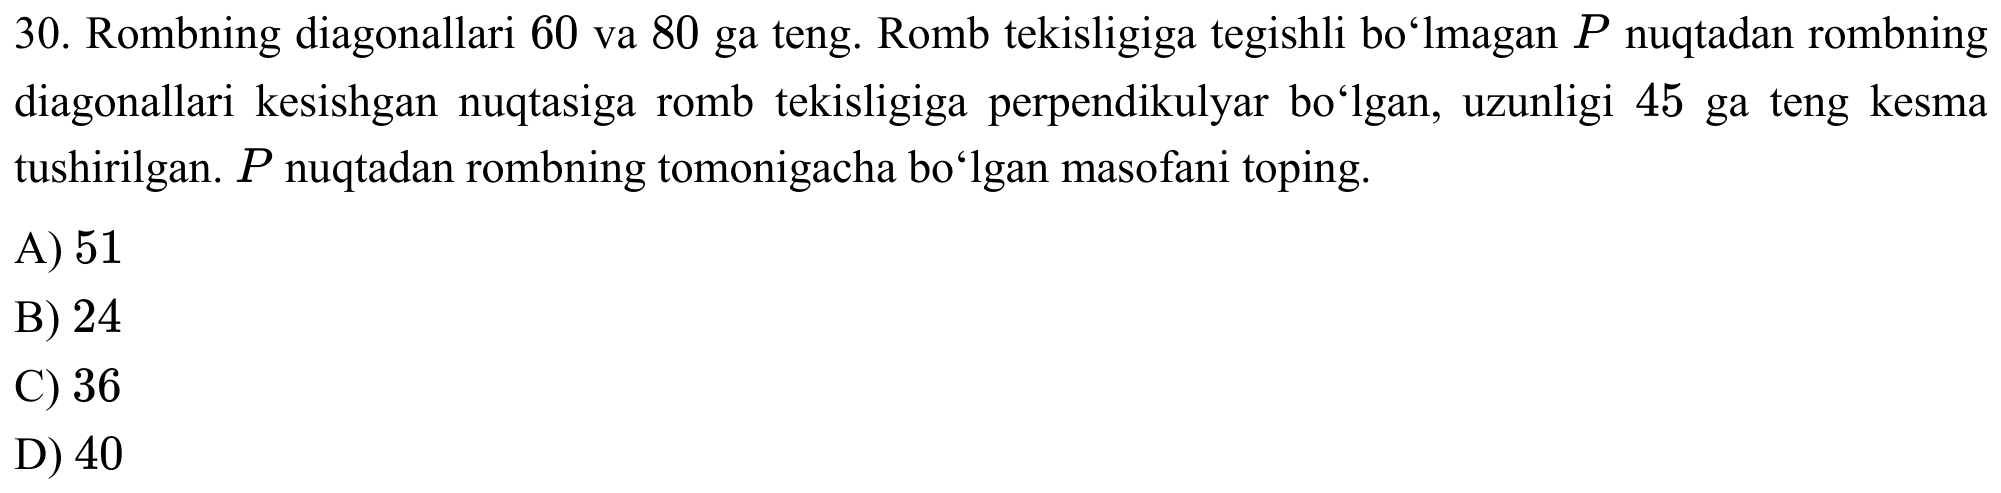 30. Rombning diagonallari 60 va 80 ga teng. Romb tekisligiga tegishli bo‘lmagan P nuqtadan rombning
diagonallari kesishgan nuqtasiga romb tekisligiga perpendikulyar bo‘lgan, uzunligi 45 ga teng kesma
tushirilgan. P nuqtadan rombning tomonigacha bo‘lgan masofani toping.
A) 51
B) 24
C) 36
D) 40